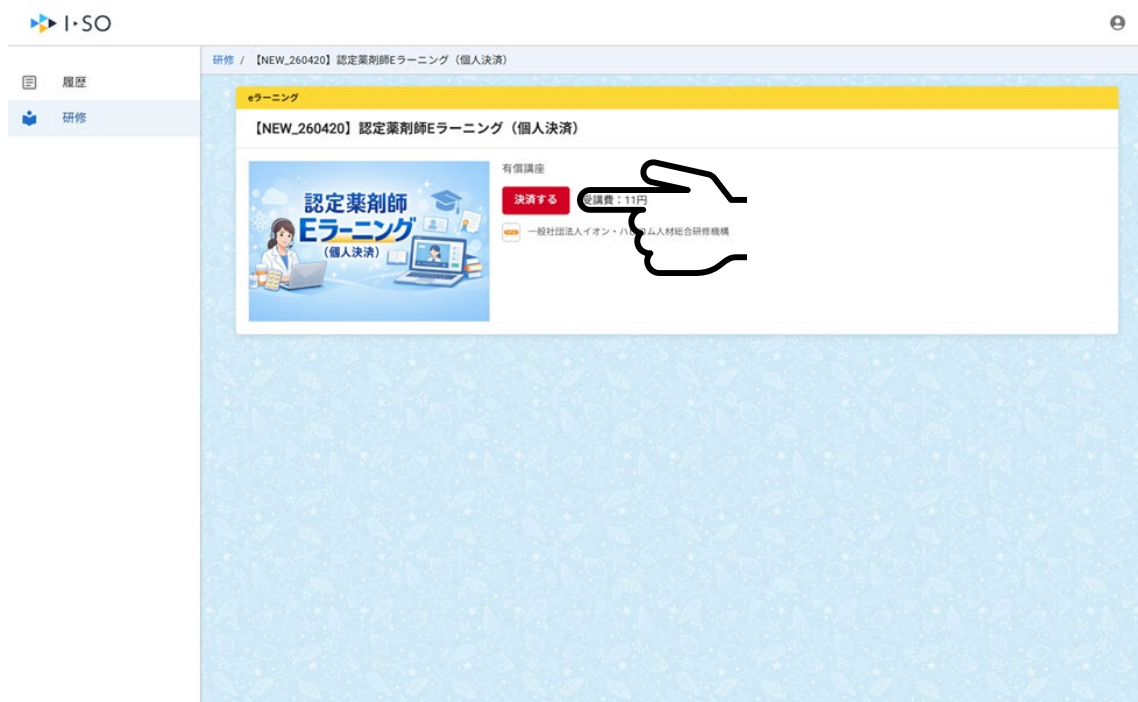 I·SO
研修 / 【NEW_260420】認定薬剤師Eラーニング（個人決済）
履歴
研修
eラーニング
【NEW_260420】認定薬剤師Eラーニング（個人決済）
認定薬剤師
Eラーニング
（個人決済）
有償講座
決済する
受講費：11円
一般社団法人イオン・ハピコム人材総合研修機構